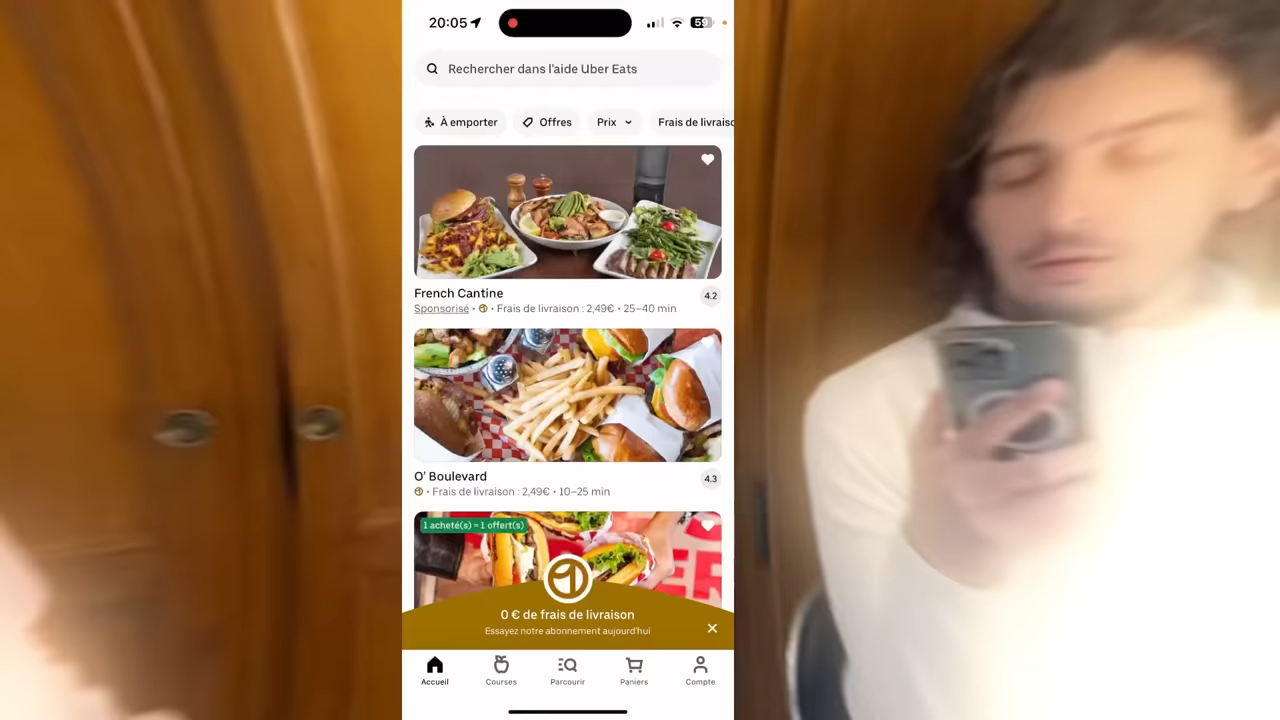 20:05
59
Rechercher dans l'aide Uber Eats
À emporter
Offres
Prix
Frais de livraiso
French Cantine
4.2
Sponsorisé • Frais de livraison : 2,49€ • 25–40 min
O' Boulevard
4.3
• Frais de livraison : 2,49€ • 10–25 min
1 acheté(s) = 1 offert(s)
0 € de frais de livraison
Essayez notre abonnement aujourd'hui
Accueil
Courses
Parcourir
Paniers
Compte